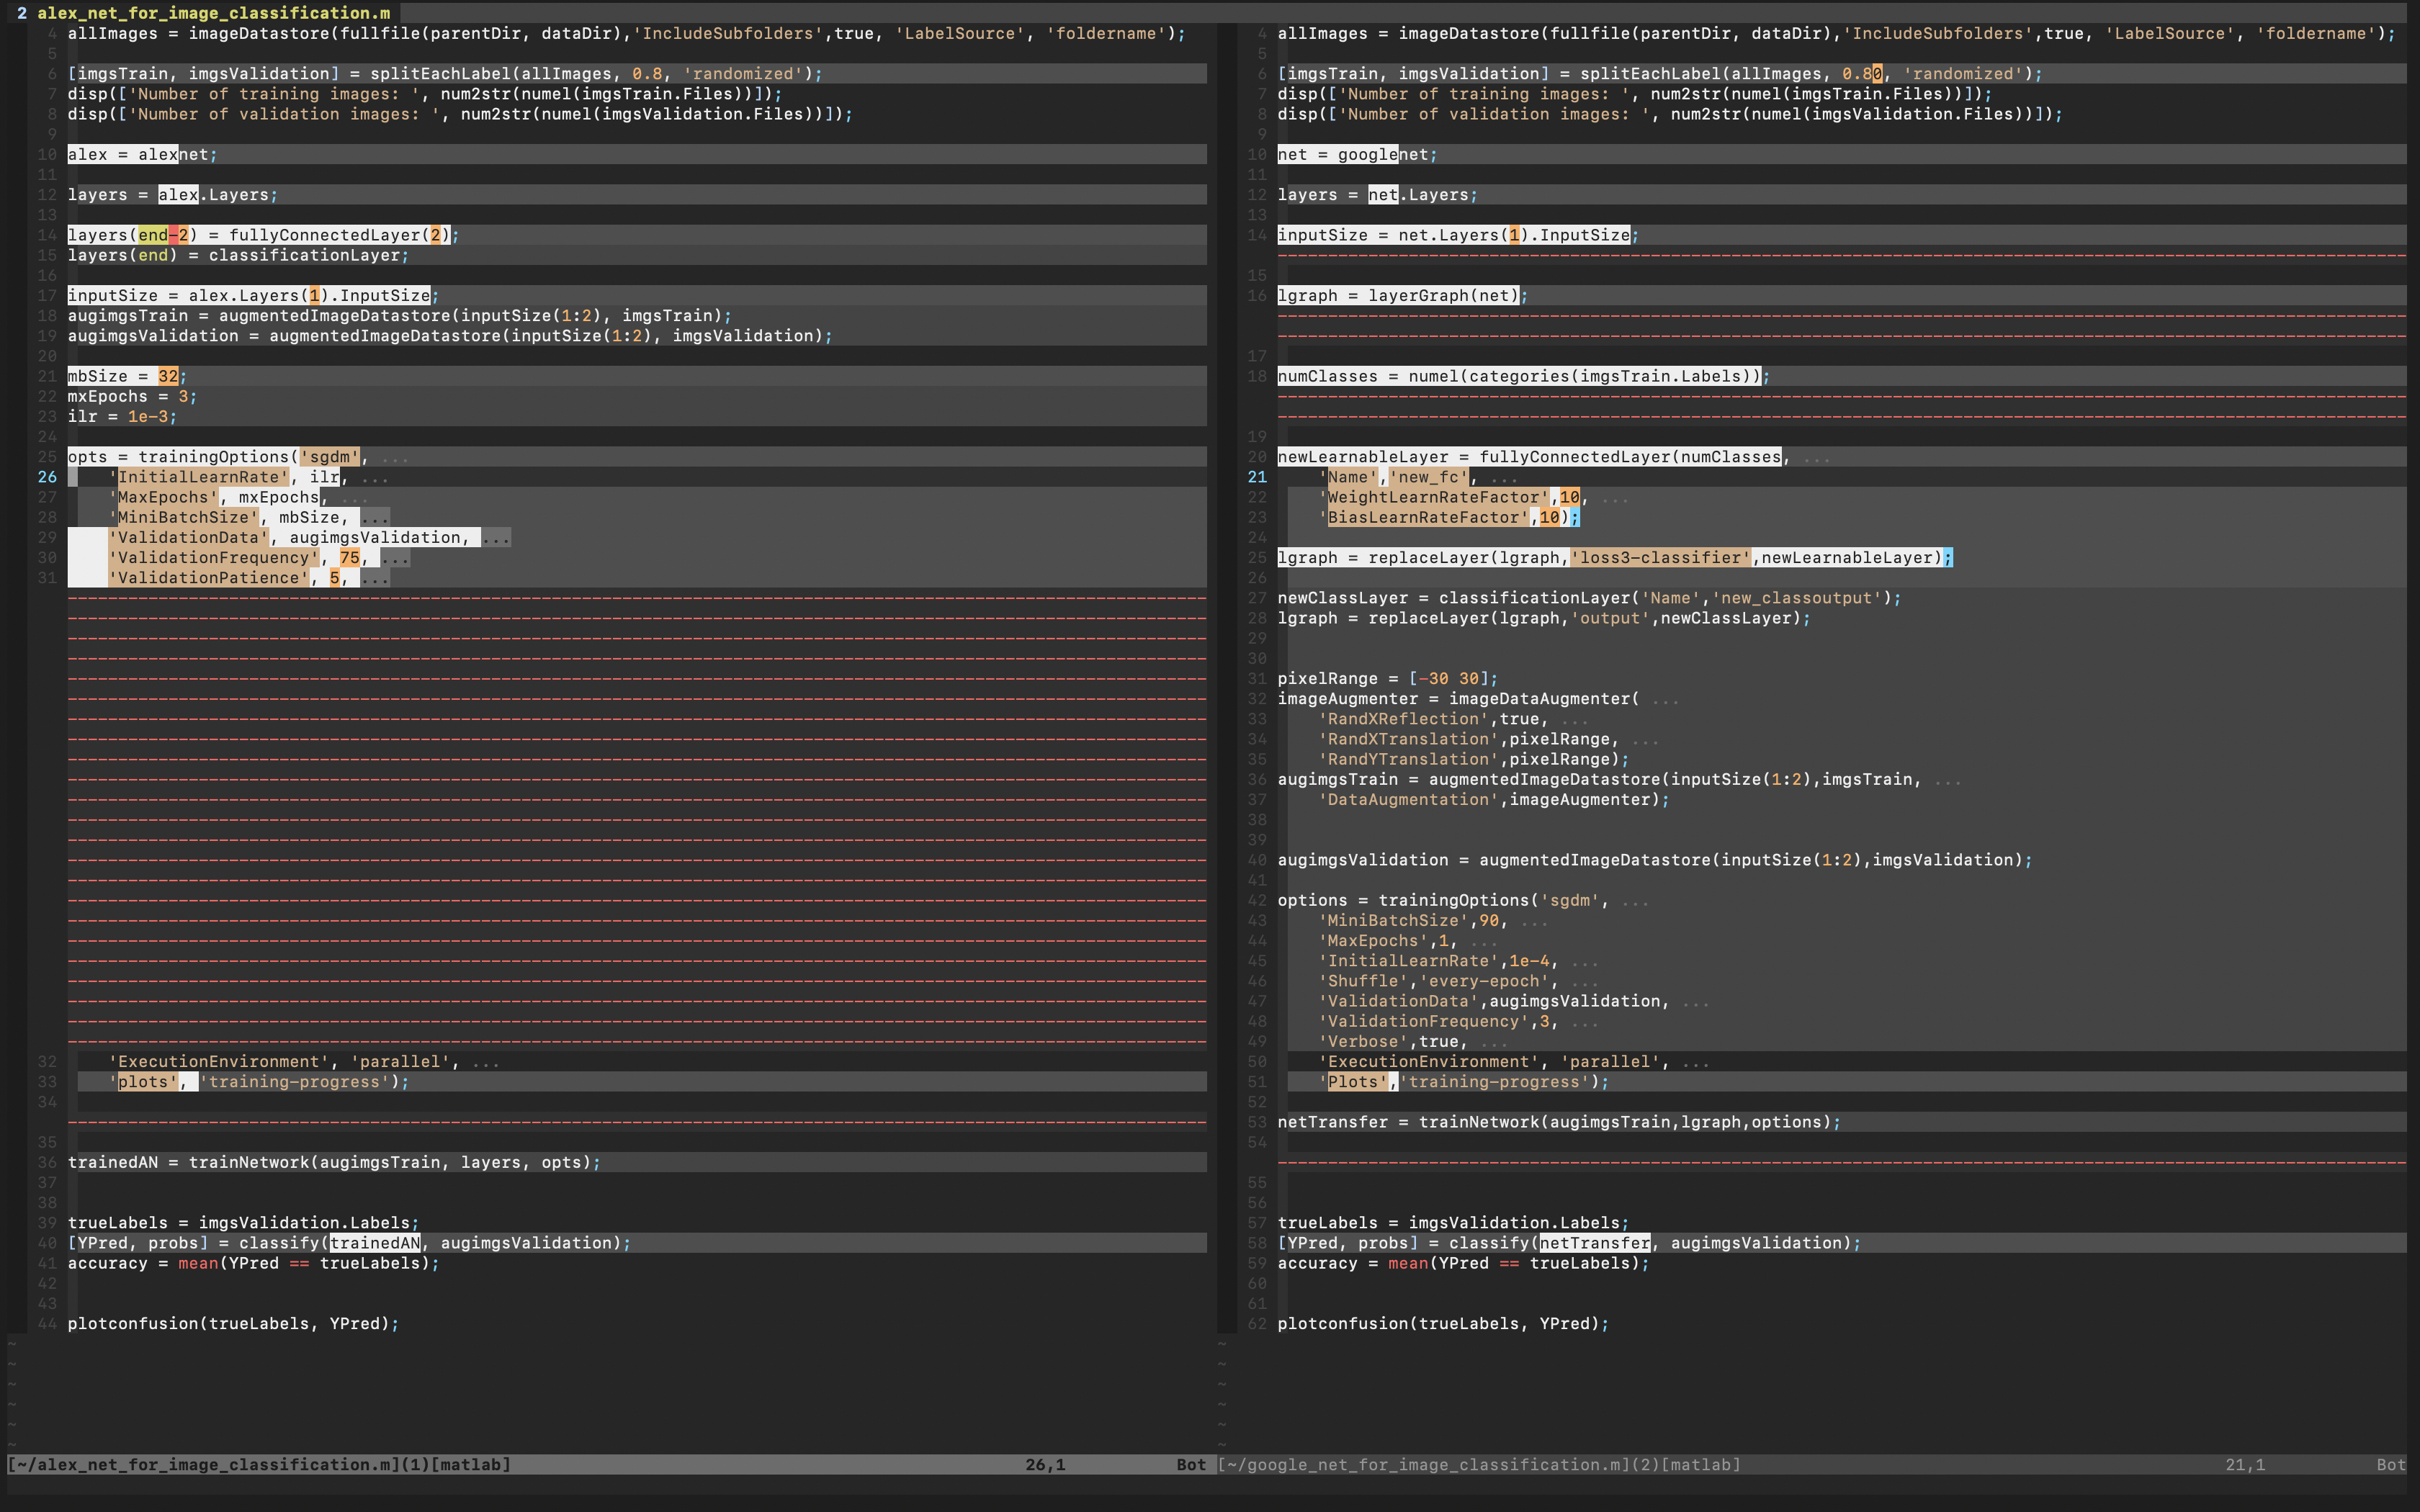 2 alex_net_for_image_classification.m
4 allImages = imageDatastore(fullfile(parentDir, dataDir),'IncludeSubfolders',true, 'LabelSource', 'foldername');
5
6 [imgsTrain, imgsValidation] = splitEachLabel(allImages, 0.8, 'randomized');
7 disp(['Number of training images: ', num2str(numel(imgsTrain.Files))]);
8 disp(['Number of validation images: ', num2str(numel(imgsValidation.Files))]);
9
10 alex = alexnet;
11
12 layers = alex.Layers;
13
14 layers(end-2) = fullyConnectedLayer(2);
15 layers(end) = classificationLayer;
16
17 inputSize = alex.Layers(1).InputSize;
18 augimgsTrain = augmentedImageDatastore(inputSize(1:2), imgsTrain);
19 augimgsValidation = augmentedImageDatastore(inputSize(1:2), imgsValidation);
20
21 mbSize = 32;
22 mxEpochs = 3;
23 ilr = 1e-3;
24
25 opts = trainingOptions('sgdm', ...
26     'InitialLearnRate', ilr, ...
27     'MaxEpochs', mxEpochs, ...
28     'MiniBatchSize', mbSize, ...
29     'ValidationData', augimgsValidation, ...
30     'ValidationFrequency', 75, ...
31     'ValidationPatience', 5, ...
32     'ExecutionEnvironment', 'parallel', ...
33     'plots', 'training-progress');
34
35
36 trainedAN = trainNetwork(augimgsTrain, layers, opts);
37
38
39 trueLabels = imgsValidation.Labels;
40 [YPred, probs] = classify(trainedAN, augimgsValidation);
41 accuracy = mean(YPred == trueLabels);
42
43
44 plotconfusion(trueLabels, YPred);
~
~
~
~
~
~
[~/alex_net_for_image_classification.m](1)[matlab] 26,1 Bot
4 allImages = imageDatastore(fullfile(parentDir, dataDir),'IncludeSubfolders',true, 'LabelSource', 'foldername');
5
6 [imgsTrain, imgsValidation] = splitEachLabel(allImages, 0.80, 'randomized');
7 disp(['Number of training images: ', num2str(numel(imgsTrain.Files))]);
8 disp(['Number of validation images: ', num2str(numel(imgsValidation.Files))]);
9
10 net = googlenet;
11
12 layers = net.Layers;
13
14 inputSize = net.Layers(1).InputSize;
15
16 lgraph = layerGraph(net);
17
18 numClasses = numel(categories(imgsTrain.Labels));
19
20 newLearnableLayer = fullyConnectedLayer(numClasses, ...
21     'Name','new_fc', ...
22     'WeightLearnRateFactor',10, ...
23     'BiasLearnRateFactor',10);
24
25 lgraph = replaceLayer(lgraph,'loss3-classifier',newLearnableLayer);
26
27 newClassLayer = classificationLayer('Name','new_classoutput');
28 lgraph = replaceLayer(lgraph,'output',newClassLayer);
29
30
31 pixelRange = [-30 30];
32 imageAugmenter = imageDataAugmenter( ...
33     'RandXReflection',true, ...
34     'RandXTranslation',pixelRange, ...
35     'RandYTranslation',pixelRange);
36 augimgsTrain = augmentedImageDatastore(inputSize(1:2),imgsTrain, ...
37     'DataAugmentation',imageAugmenter);
38
39
40 augimgsValidation = augmentedImageDatastore(inputSize(1:2),imgsValidation);
41
42 options = trainingOptions('sgdm', ...
43     'MiniBatchSize',90, ...
44     'MaxEpochs',1, ...
45     'InitialLearnRate',1e-4, ...
46     'Shuffle','every-epoch', ...
47     'ValidationData',augimgsValidation, ...
48     'ValidationFrequency',3, ...
49     'Verbose',true, ...
50     'ExecutionEnvironment', 'parallel', ...
51     'Plots','training-progress');
52
53 netTransfer = trainNetwork(augimgsTrain,lgraph,options);
54
55
56
57 trueLabels = imgsValidation.Labels;
58 [YPred, probs] = classify(netTransfer, augimgsValidation);
59 accuracy = mean(YPred == trueLabels);
60
61
62 plotconfusion(trueLabels, YPred);
~
~
~
~
~
~
[~/google_net_for_image_classification.m](2)[matlab] 21,1 Bot